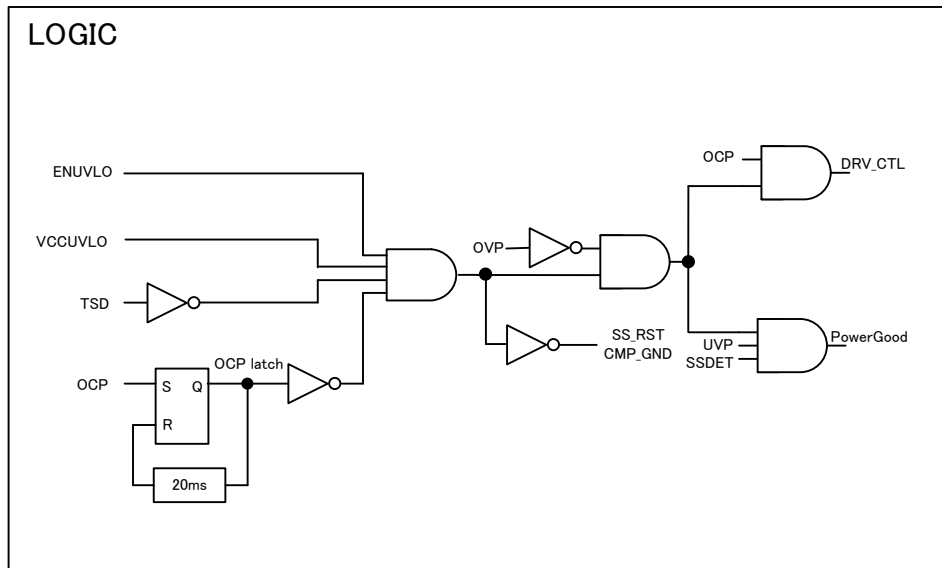 LOGIC
OCP
DRV_CTL
ENUVLO
VCCUVLO
OVP
TSD
SS_RST
CMP_GND
PowerGood
UVP
SSDET
OCP latch
OCP
S Q
R
20ms